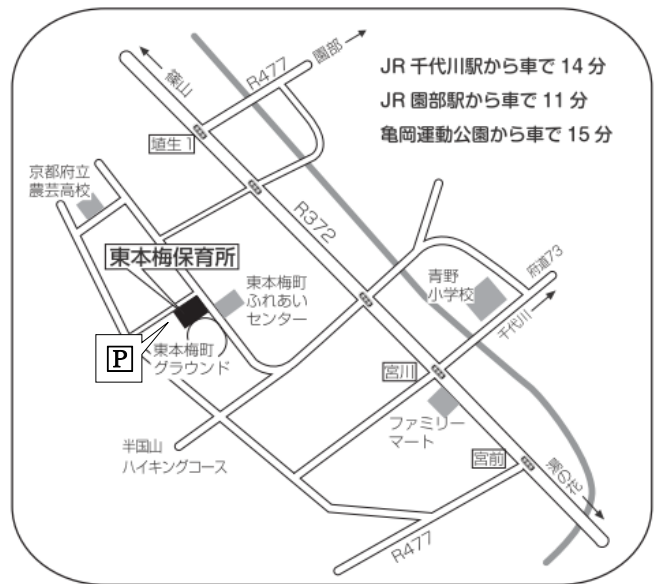 JR 千代川駅から車で 14 分
JR 園部駅から車で 11 分
亀岡運動公園から車で 15 分
園部
R477
篠山
埴生 1
京都府立
農芸高校
R372
東本梅保育所
東本梅町
ふれあい
センター
青野
小学校
府道73
千代川
P
東本梅町
グラウンド
宮川
ファミリー
マート
半国山
ハイキングコース
宮前
湯の花
R477